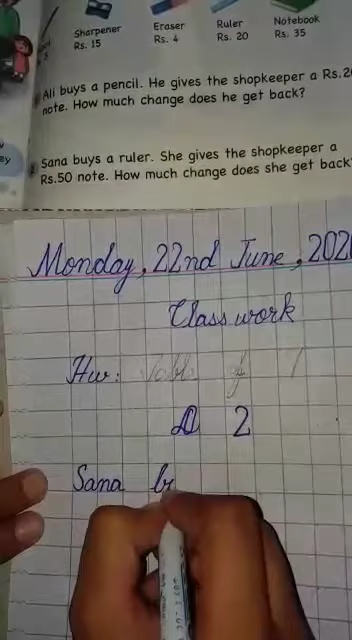 Sharpener Eraser Ruler Notebook
Rs. 15 Rs. 4 Rs. 20 Rs. 35
Ali buys a pencil. He gives the shopkeeper a Rs.20
note. How much change does he get back?
Sana buys a ruler. She gives the shopkeeper a
Rs.50 note. How much change does she get back
Monday, 22nd June, 202
Class work
Hw:
2
Sana